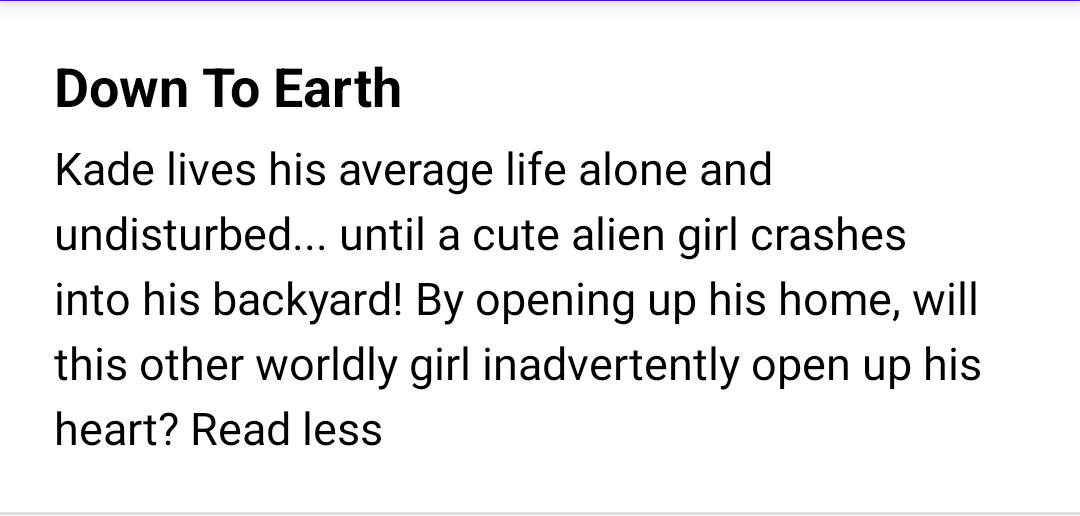 Down To Earth
Kade lives his average life alone and
undisturbed... until a cute alien girl crashes
into his backyard! By opening up his home, will
this other worldly girl inadvertently open up his
heart? Read less